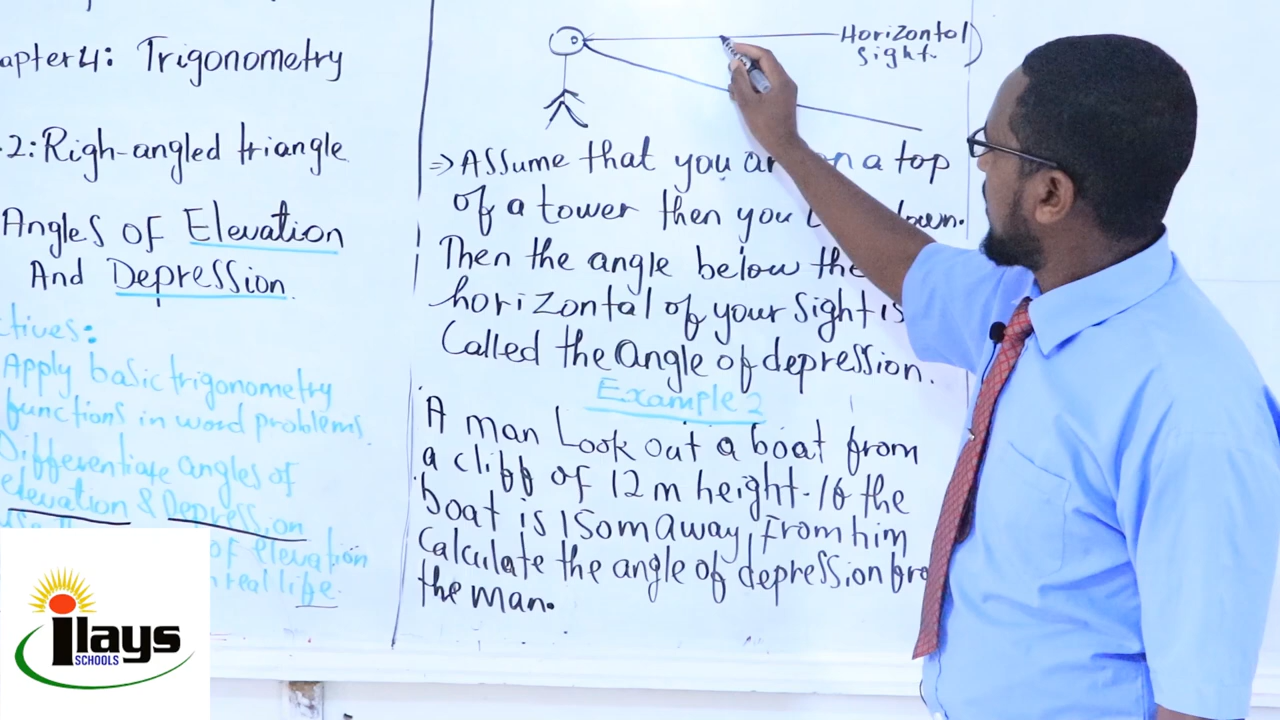 apter 4: Trigonometry
.2: Righ-angled triangle
Angles of Elevation
And Depression.
ctives:
Apply basic trigonometry
functions in word problems.
Differentiate angles of
elevation & Depression
of elevation
real life.
Horizontal
Sight.
⇒ Assume that you on a top
of a tower then you down.
Then the angle below the
horizontal of your sight is
Called the angle of depression.
Example 2
A man Look out a boat from
a cliff of 12 m height. If the
boat is 150m away, From him
Calculate the angle of depression fro
the man.
ilays
SCHOOLS